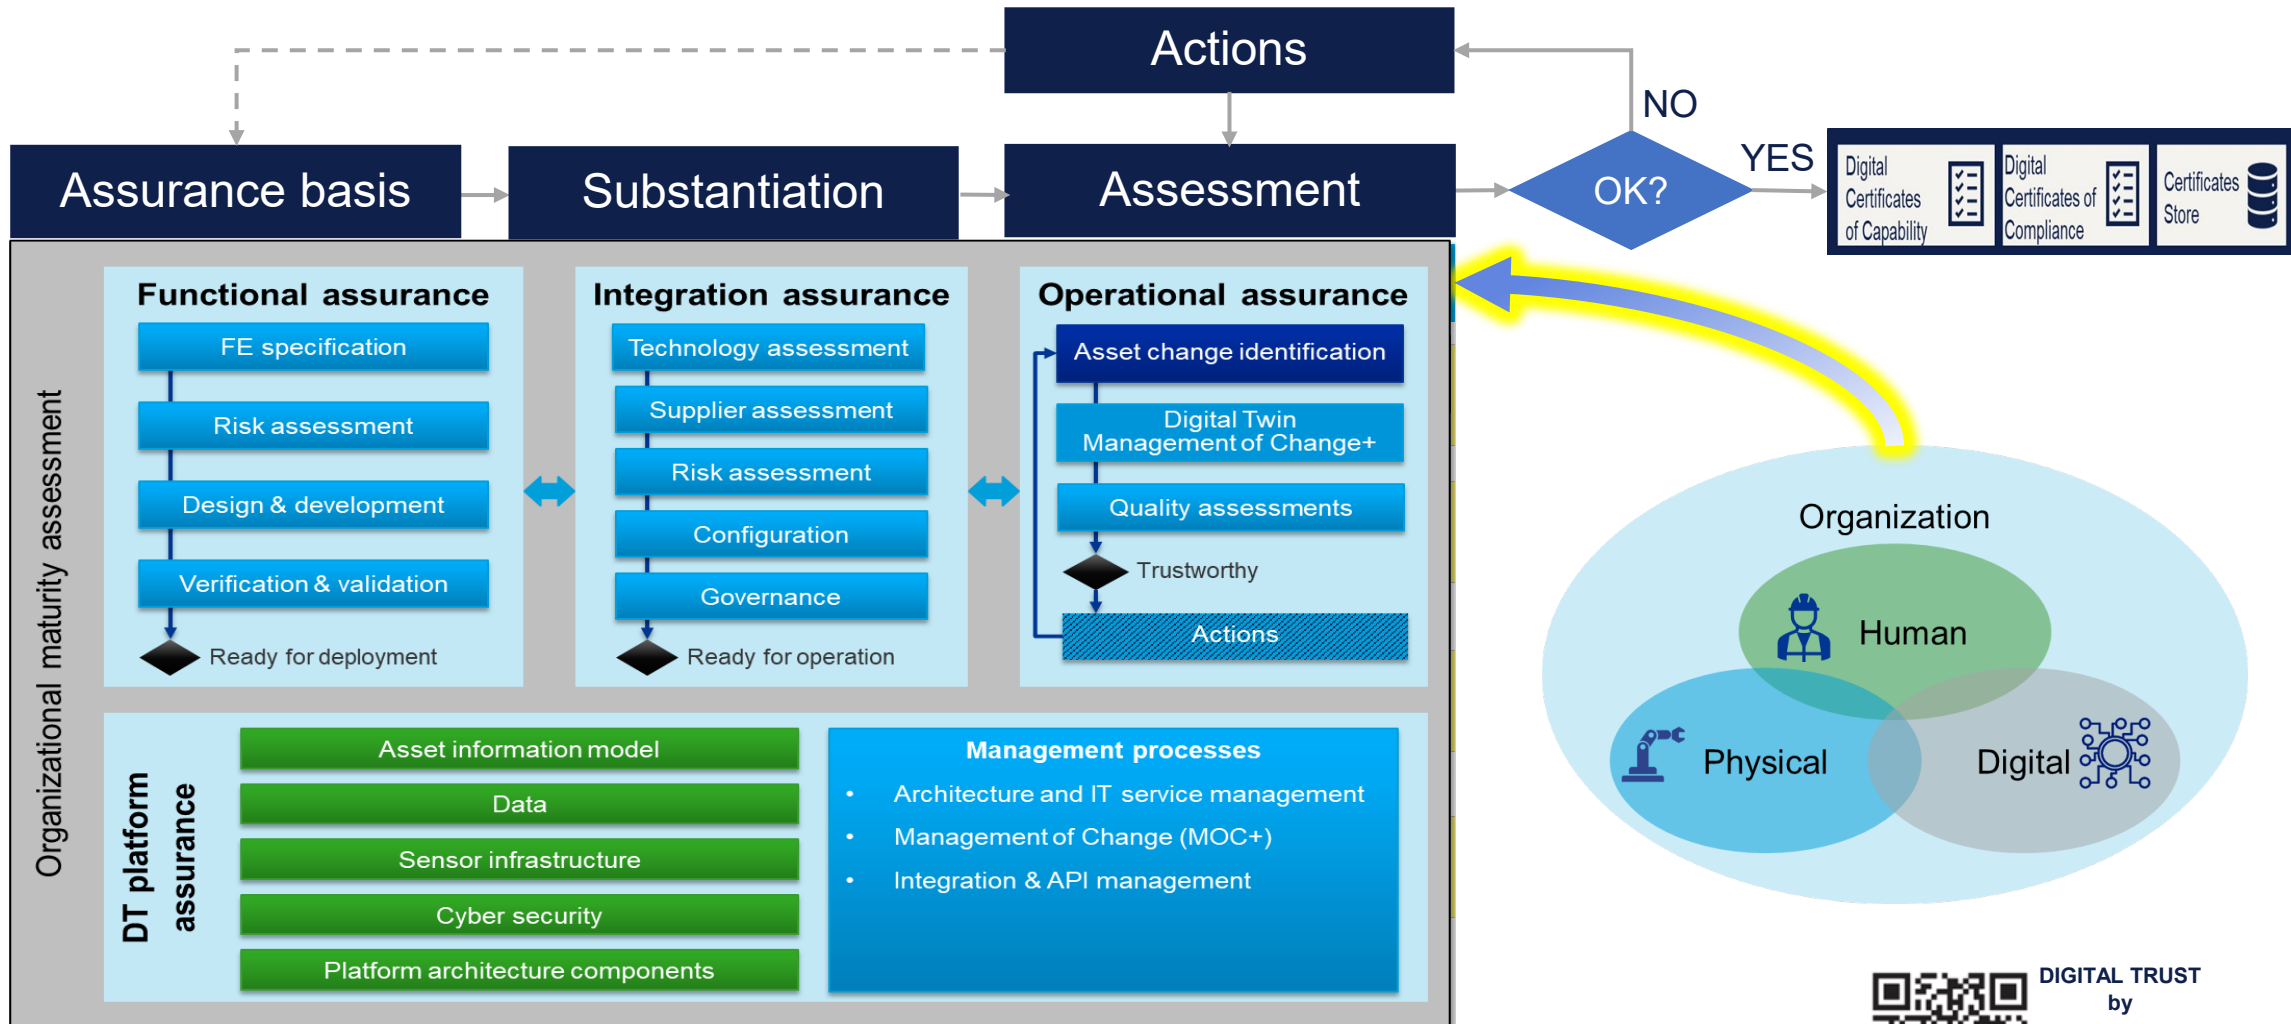 Actions
NO
YES
Assurance basis
Substantiation
Assessment
OK?
Digital
Certificates
of Capability
Digital
Certificates of
Compliance
Certificates
Store
Organizational maturity assessment
Functional assurance
FE specification
Risk assessment
Design & development
Verification & validation
Ready for deployment
Integration assurance
Technology assessment
Supplier assessment
Risk assessment
Configuration
Governance
Ready for operation
Operational assurance
Asset change identification
Digital Twin
Management of Change+
Quality assessments
Trustworthy
Actions
DT platform
assurance
Asset information model
Data
Sensor infrastructure
Cyber security
Platform architecture components
Management processes
• Architecture and IT service management
• Management of Change (MOC+)
• Integration & API management
Organization
Human
Physical
Digital
DIGITAL TRUST
by